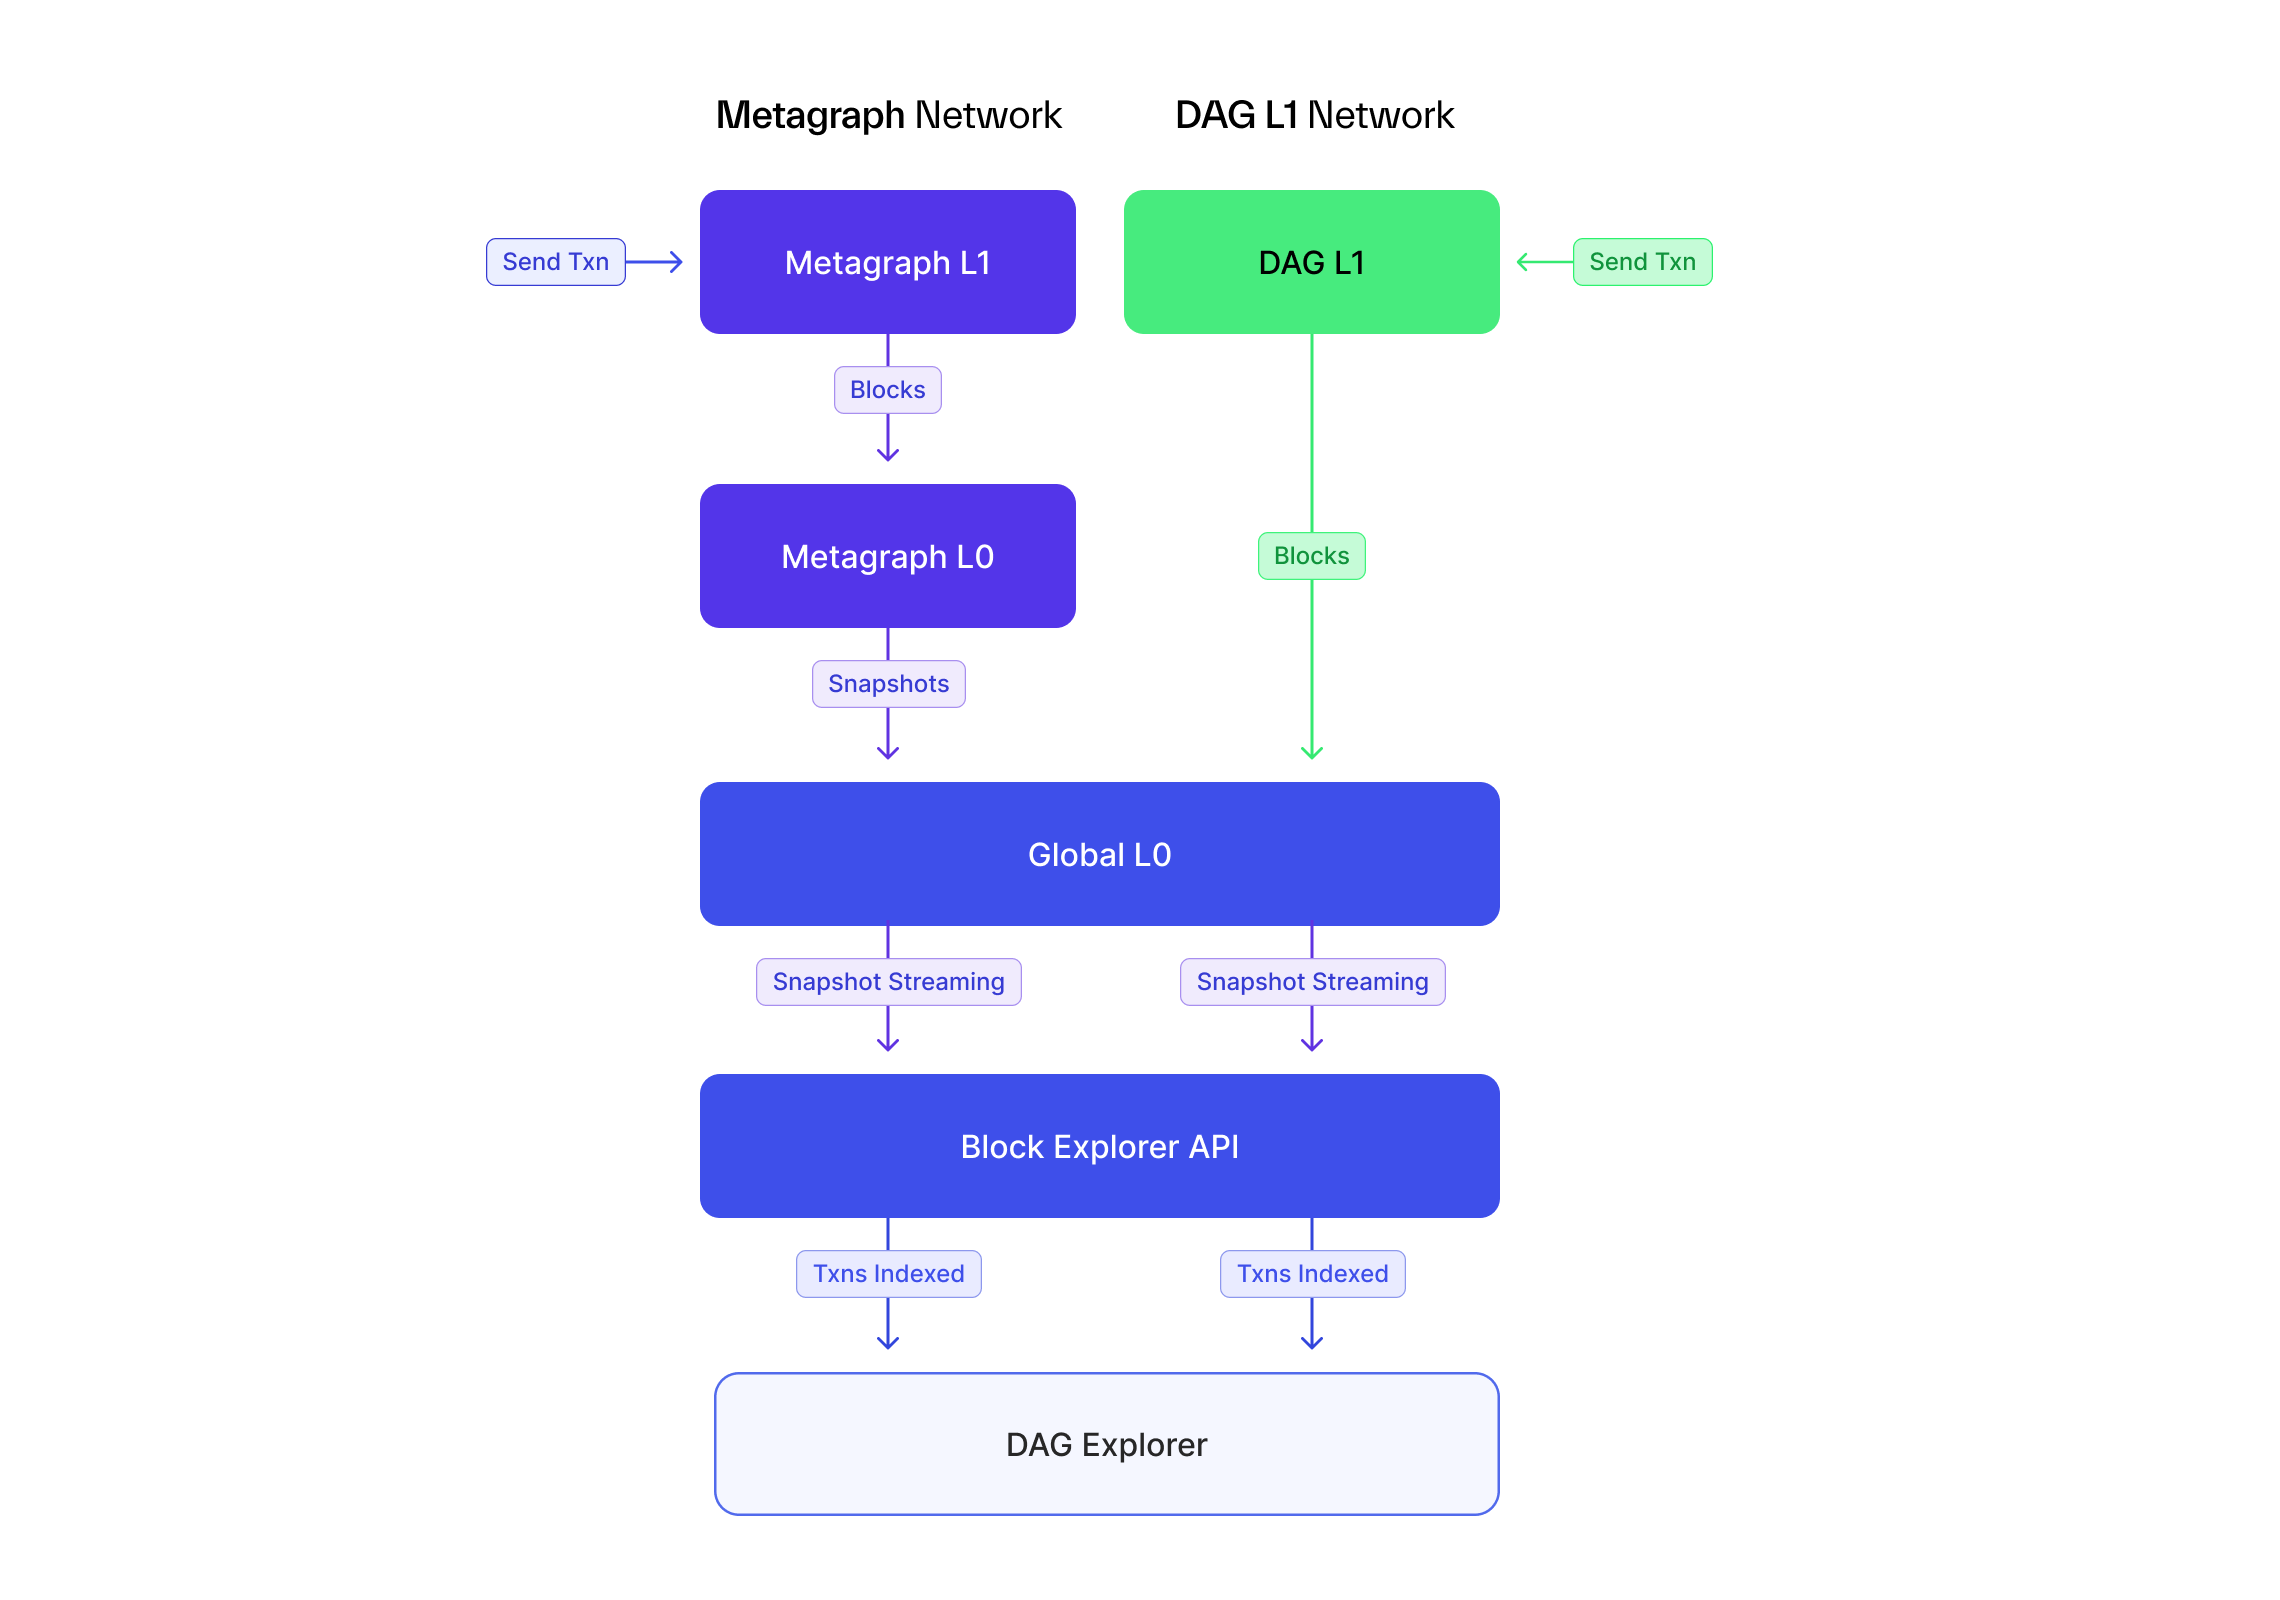 Metagraph Network
DAG L1 Network
Send Txn
Metagraph L1
DAG L1
Send Txn
Blocks
Metagraph L0
Blocks
Snapshots
Global L0
Snapshot Streaming
Snapshot Streaming
Block Explorer API
Txns Indexed
Txns Indexed
DAG Explorer